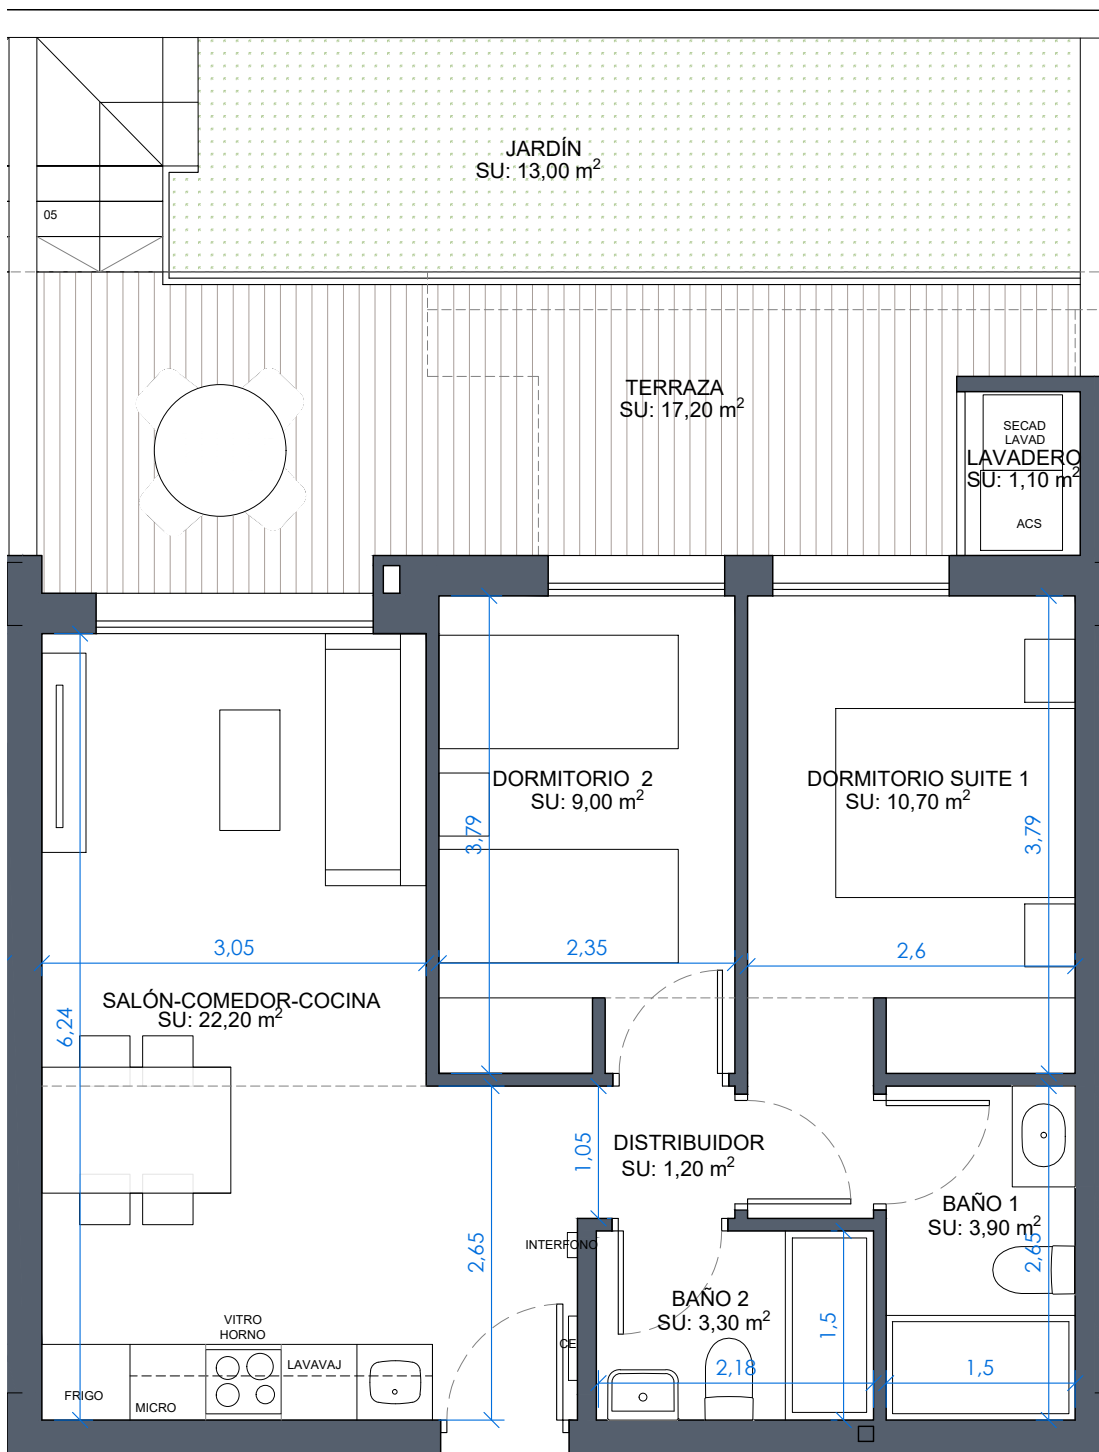 JARDÍN
SU: 13,00 m²
05
TERRAZA
SU: 17,20 m²
SECAD
LAVAD
LAVADERO
SU: 1,10 m²
ACS
DORMITORIO 2
SU: 9,00 m²
DORMITORIO SUITE 1
SU: 10,70 m²
3,79
3,79
3,05
2,35
2,6
SALÓN-COMEDOR-COCINA
SU: 22,20 m²
6,24
DISTRIBUIDOR
SU: 1,20 m²
1,05
BAÑO 1
SU: 3,90 m²
2,65
2,65
INTERFONO
BAÑO 2
SU: 3,30 m²
1,5
VITRO
HORNO
CE
LAVAVAJ
2,18
1,5
FRIGO
MICRO